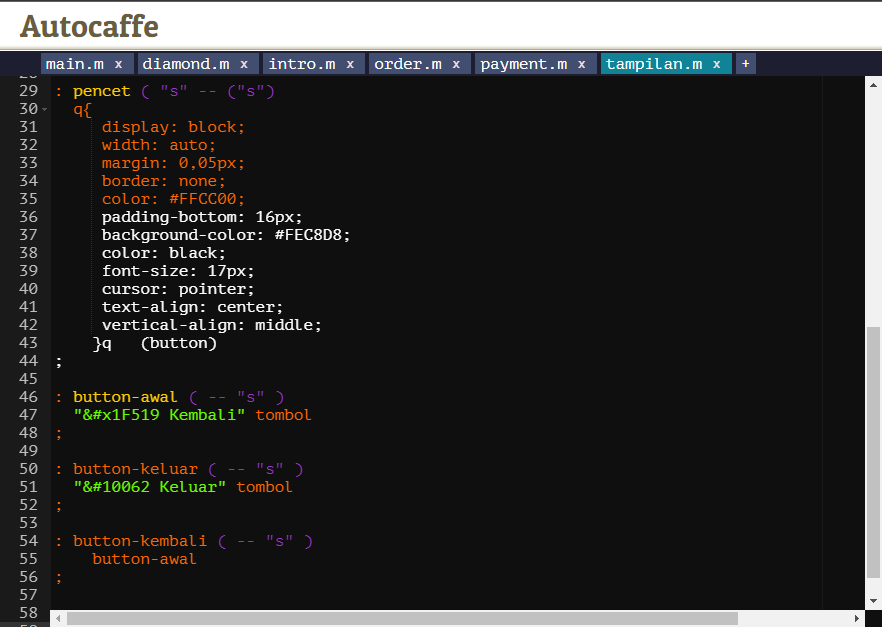 Autocaffe
main.m x diamond.m x intro.m x order.m x payment.m x tampilan.m x +
29 : pencet ( "s" -- ("s")
30 q{
31 display: block;
32 width: auto;
33 margin: 0,05px;
34 border: none;
35 color: #FFCC00;
36 padding-bottom: 16px;
37 background-color: #FEC8D8;
38 color: black;
39 font-size: 17px;
40 cursor: pointer;
41 text-align: center;
42 vertical-align: middle;
43 }q (button)
44 ;
45
46 : button-awal ( -- "s" )
47 "&#x1F519 Kembali" tombol
48 ;
49
50 : button-keluar ( -- "s" )
51 "&#10062 Keluar" tombol
52 ;
53
54 : button-kembali ( -- "s" )
55 button-awal
56 ;
57
58